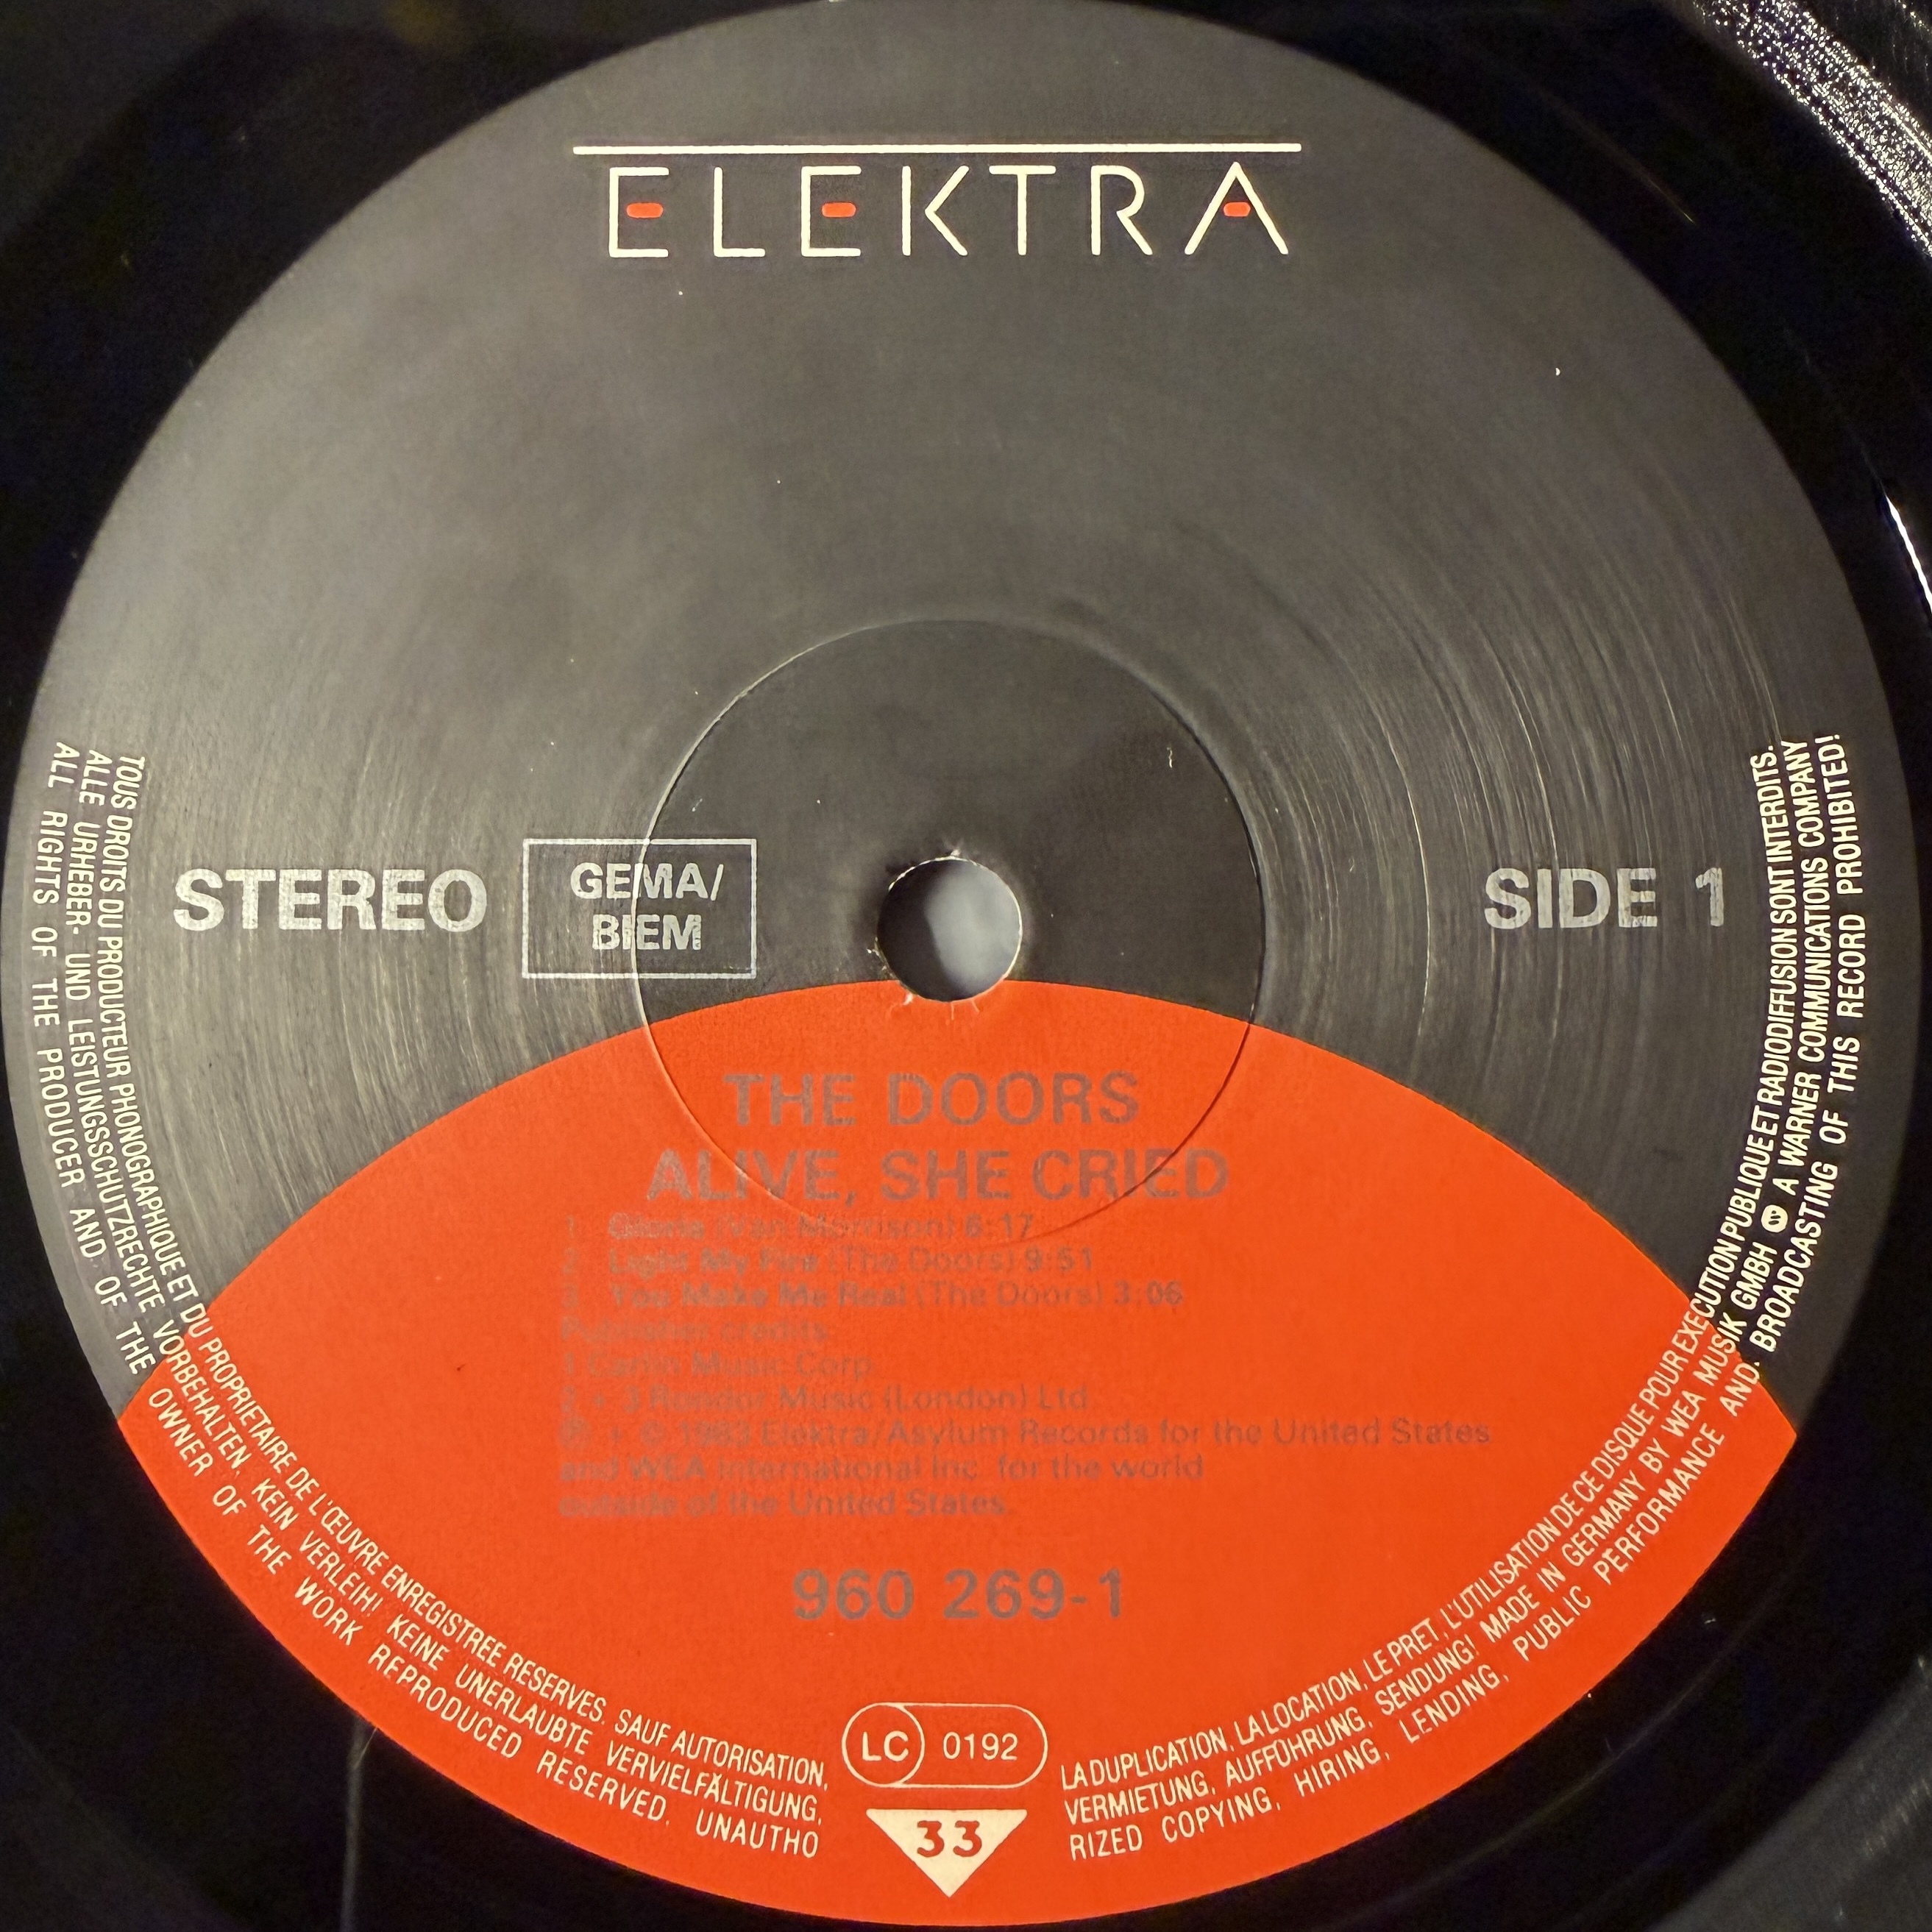 ELEKTRA
STEREO
GEMA/
BIEM
SIDE 1
THE DOORS
ALIVE, SHE CRIED
1. Gloria (Van Morrison) 6:17
2. Light My Fire (The Doors) 9:51
3. You Make Me Real (The Doors) 3:06
Publisher credits:
1 Carlin Music Corp.
2 + 3 Rondor Music (London) Ltd.
Ⓟ + © 1983 Elektra/Asylum Records for the United States
and WEA International Inc. for the world
outside of the United States.
960 269-1
LC 0192
33
TOUS DROITS DU PRODUCTEUR PHONOGRAPHIQUE ET DU PROPRIETAIRE DE L'ŒUVRE ENREGISTREE RESERVES. SAUF AUTORISATION, LA DUPLICATION, LA LOCATION, LE PRET, L'UTILISATION DE CE DISQUE POUR EXECUTION PUBLIQUE ET RADIODIFFUSION SONT INTERDITS.
ALLE URHEBER- UND LEISTUNGSSCHUTZRECHTE VORBEHALTEN. KEIN VERLEIH! KEINE UNERLAUBTE VERVIELFÄLTIGUNG, VERMIETUNG, AUFFÜHRUNG, SENDUNG! MADE IN GERMANY BY WEA MUSIK GMBH A WARNER COMMUNICATIONS COMPANY
ALL RIGHTS OF THE PRODUCER AND OF THE OWNER OF THE WORK REPRODUCED RESERVED. UNAUTHO RIZED COPYING, HIRING, LENDING, PUBLIC PERFORMANCE AND BROADCASTING OF THIS RECORD PROHIBITED!